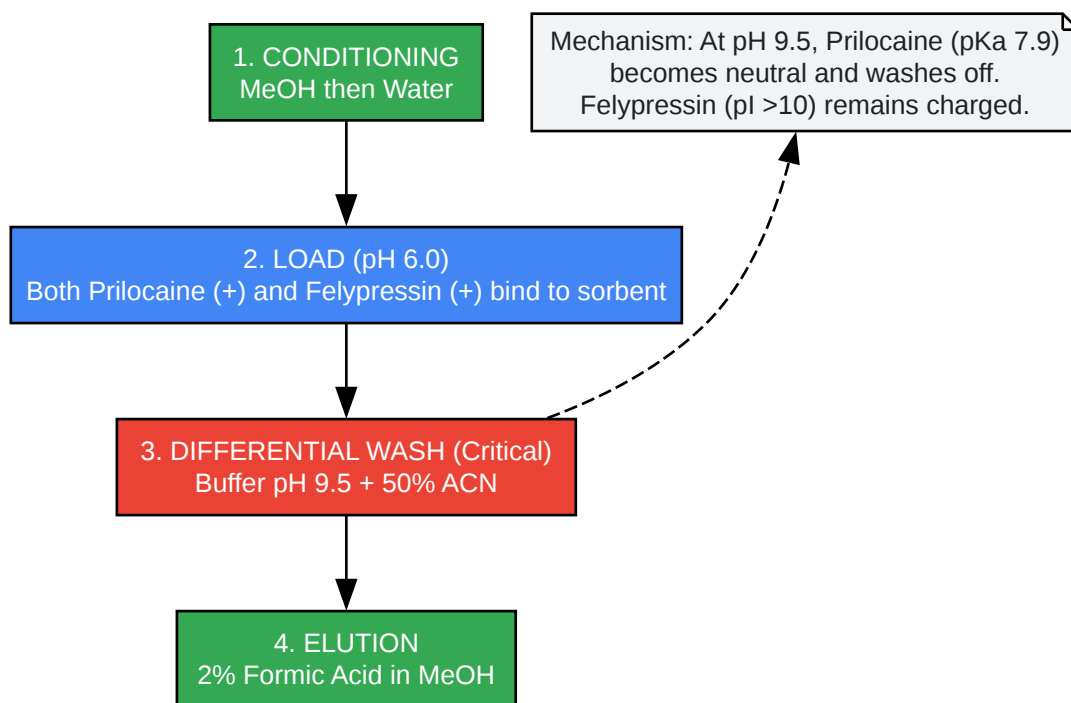 1. CONDITIONING
MeOH then Water
Mechanism: At pH 9.5, Prilocaine (pKa 7.9)
becomes neutral and washes off.
Felypressin (pI >10) remains charged.
2. LOAD (pH 6.0)
Both Prilocaine (+) and Felypressin (+) bind to sorbent
3. DIFFERENTIAL WASH (Critical)
Buffer pH 9.5 + 50% ACN
4. ELUTION
2% Formic Acid in MeOH